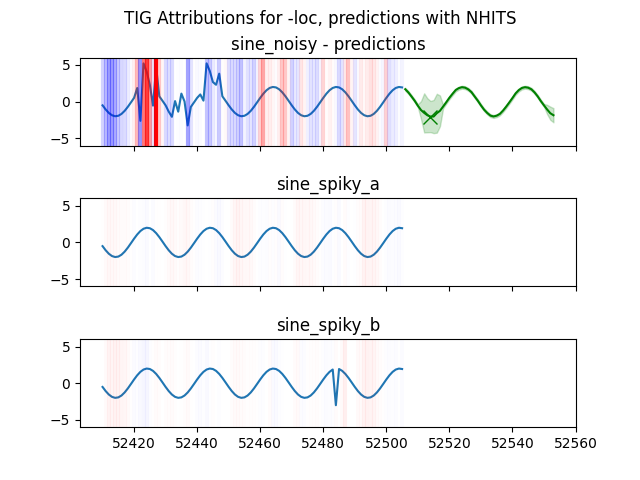 TIG Attributions for -loc, predictions with NHITS
sine_noisy - predictions
5
0
−5
sine_spiky_a
5
0
−5
sine_spiky_b
5
0
−5
52420 52440 52460 52480 52500 52520 52540 52560